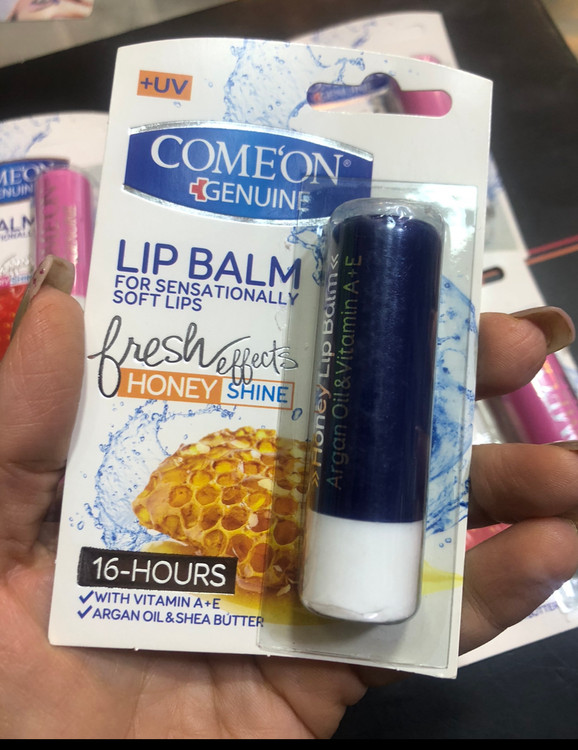 +UV
COME'ON®
GENUINE
LIP BALM
FOR SENSATIONALLY
SOFT LIPS
fresh effects
HONEY SHINE
16-HOURS
✓WITH VITAMIN A+E
✓ARGAN OIL & SHEA BUTTER
»Honey Lip Balm«
Argan Oil & Vitamin A+E